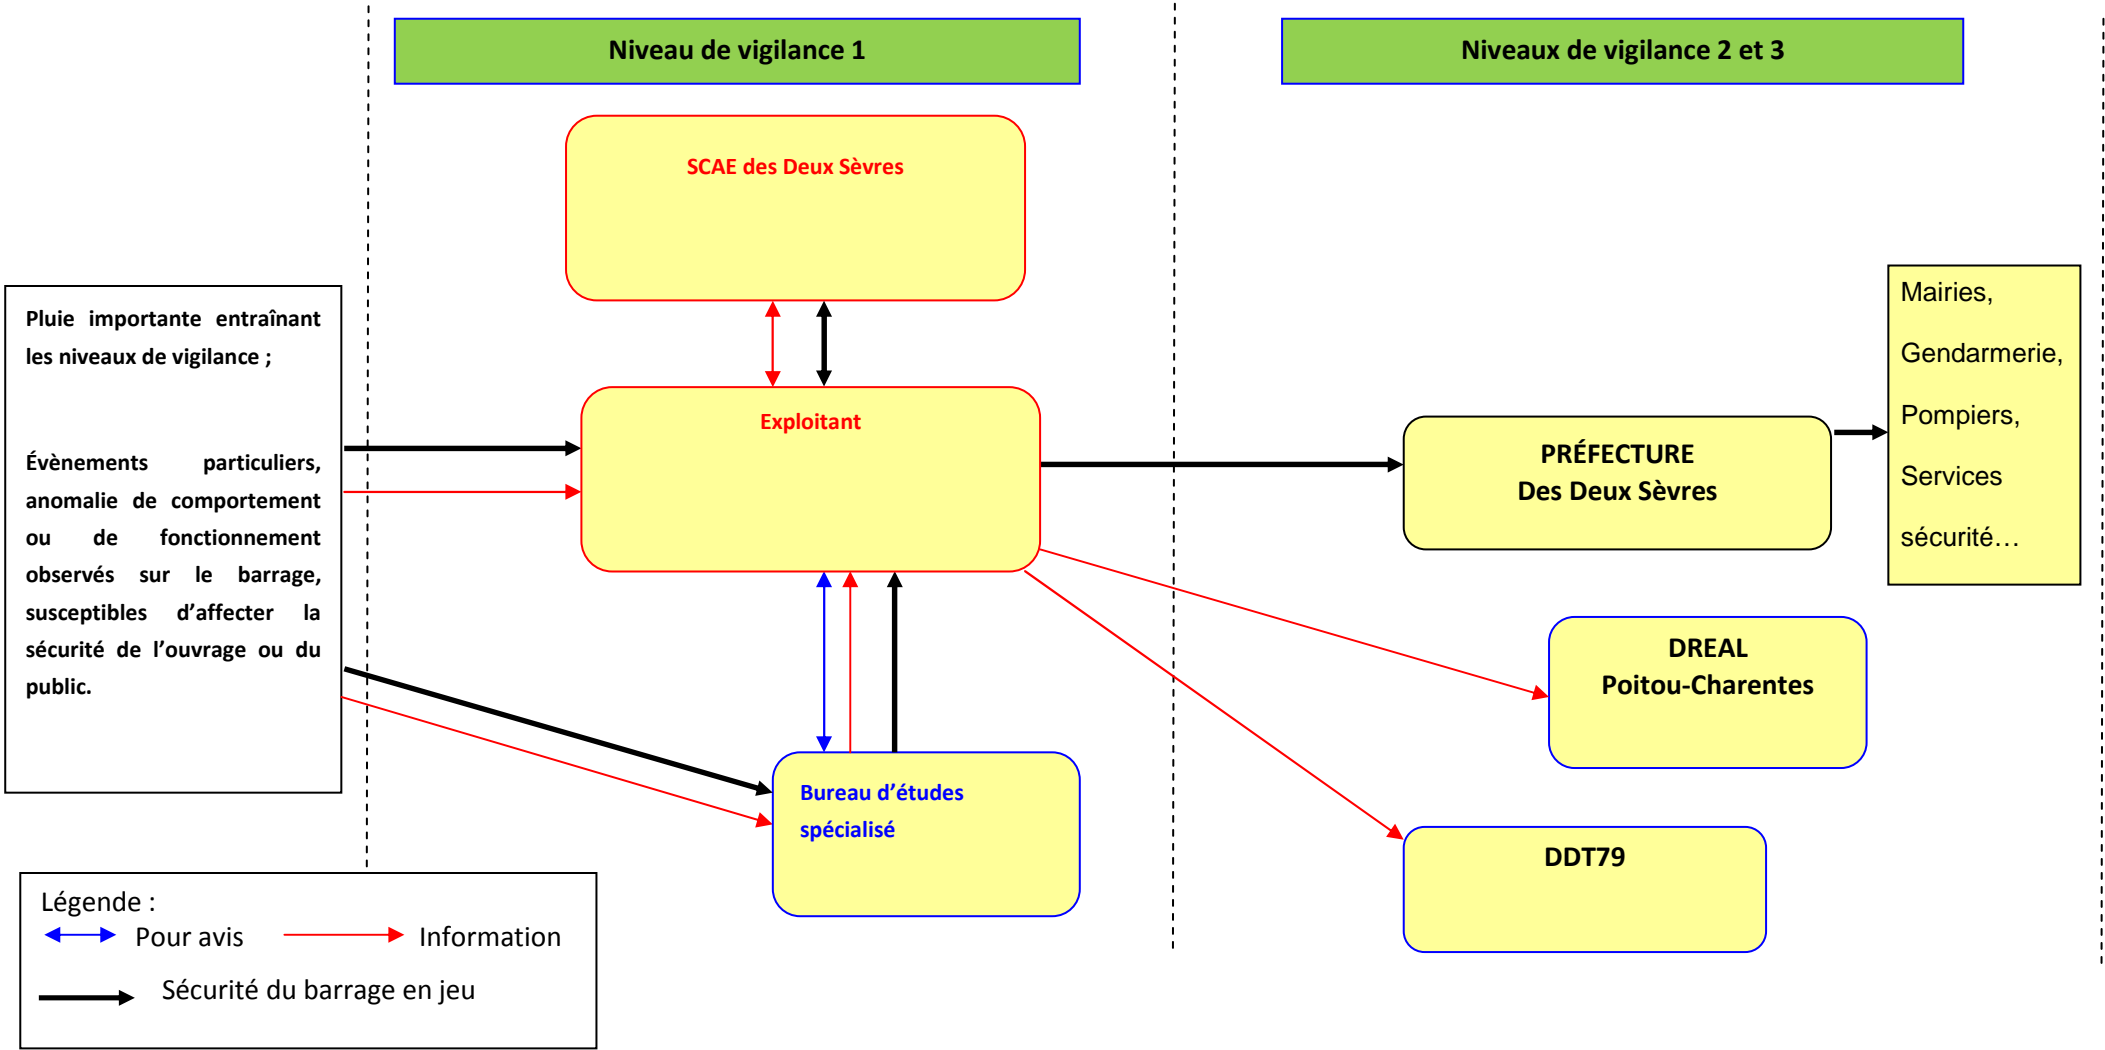 Niveau de vigilance 1
Niveaux de vigilance 2 et 3
SCAE des Deux Sèvres
Pluie importante entraînant
les niveaux de vigilance ;
Évènements particuliers,
anomalie de comportement
ou de fonctionnement
observés sur le barrage,
susceptibles d’affecter la
sécurité de l’ouvrage ou du
public.
Exploitant
Bureau d’études
spécialisé
PRÉFECTURE
Des Deux Sèvres
Mairies,
Gendarmerie,
Pompiers,
Services
sécurité…
DREAL
Poitou-Charentes
DDT79
Légende :
Pour avis
Information
Sécurité du barrage en jeu